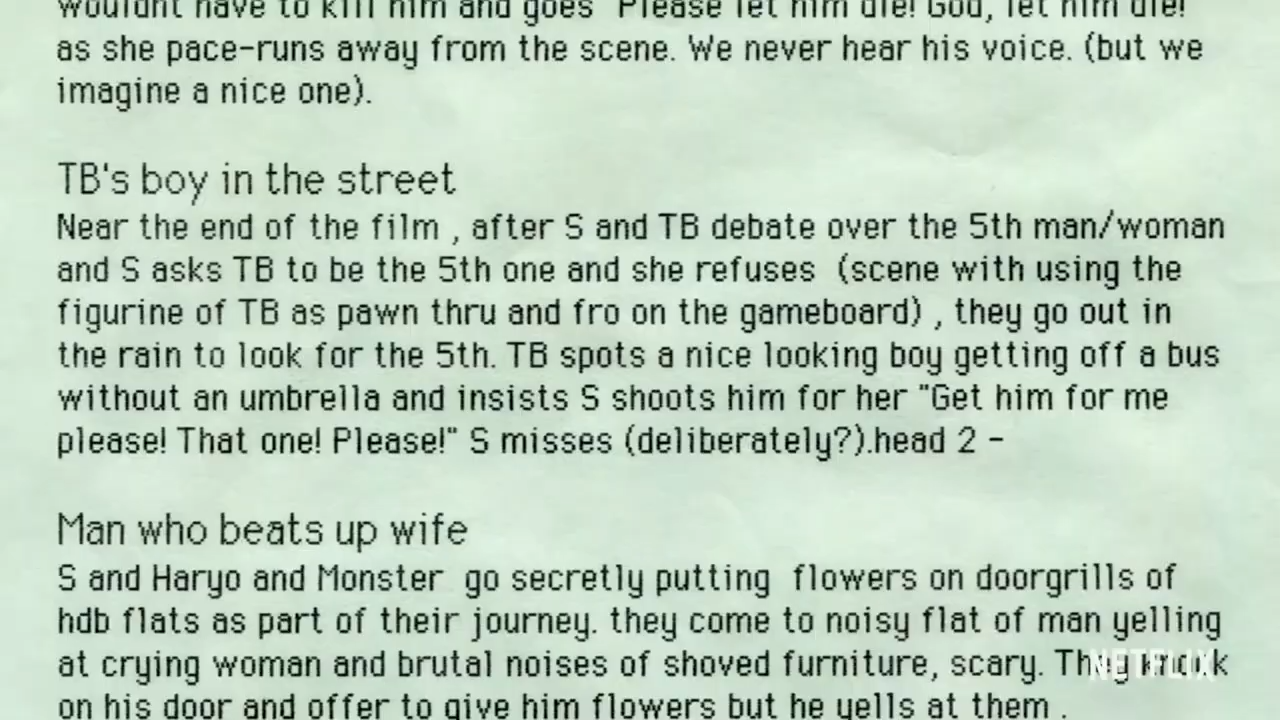 wouldnt have to kill him and goes "Please let him die! God, let him die!
as she pace-runs away from the scene. We never hear his voice. (but we
imagine a nice one).
TB's boy in the street
Near the end of the film , after S and TB debate over the 5th man/woman
and S asks TB to be the 5th one and she refuses (scene with using the
figurine of TB as pawn thru and fro on the gameboard) , they go out in
the rain to look for the 5th. TB spots a nice looking boy getting off a bus
without an umbrella and insists S shoots him for her "Get him for me
please! That one! Please!" S misses (deliberately?).head 2 -
Man who beats up wife
S and Haryo and Monster go secretly putting flowers on doorgrills of
hdb flats as part of their journey. they come to noisy flat of man yelling
at crying woman and brutal noises of shoved furniture, scary. They knock
on his door and offer to give him flowers but he yells at them .
NETFLIX